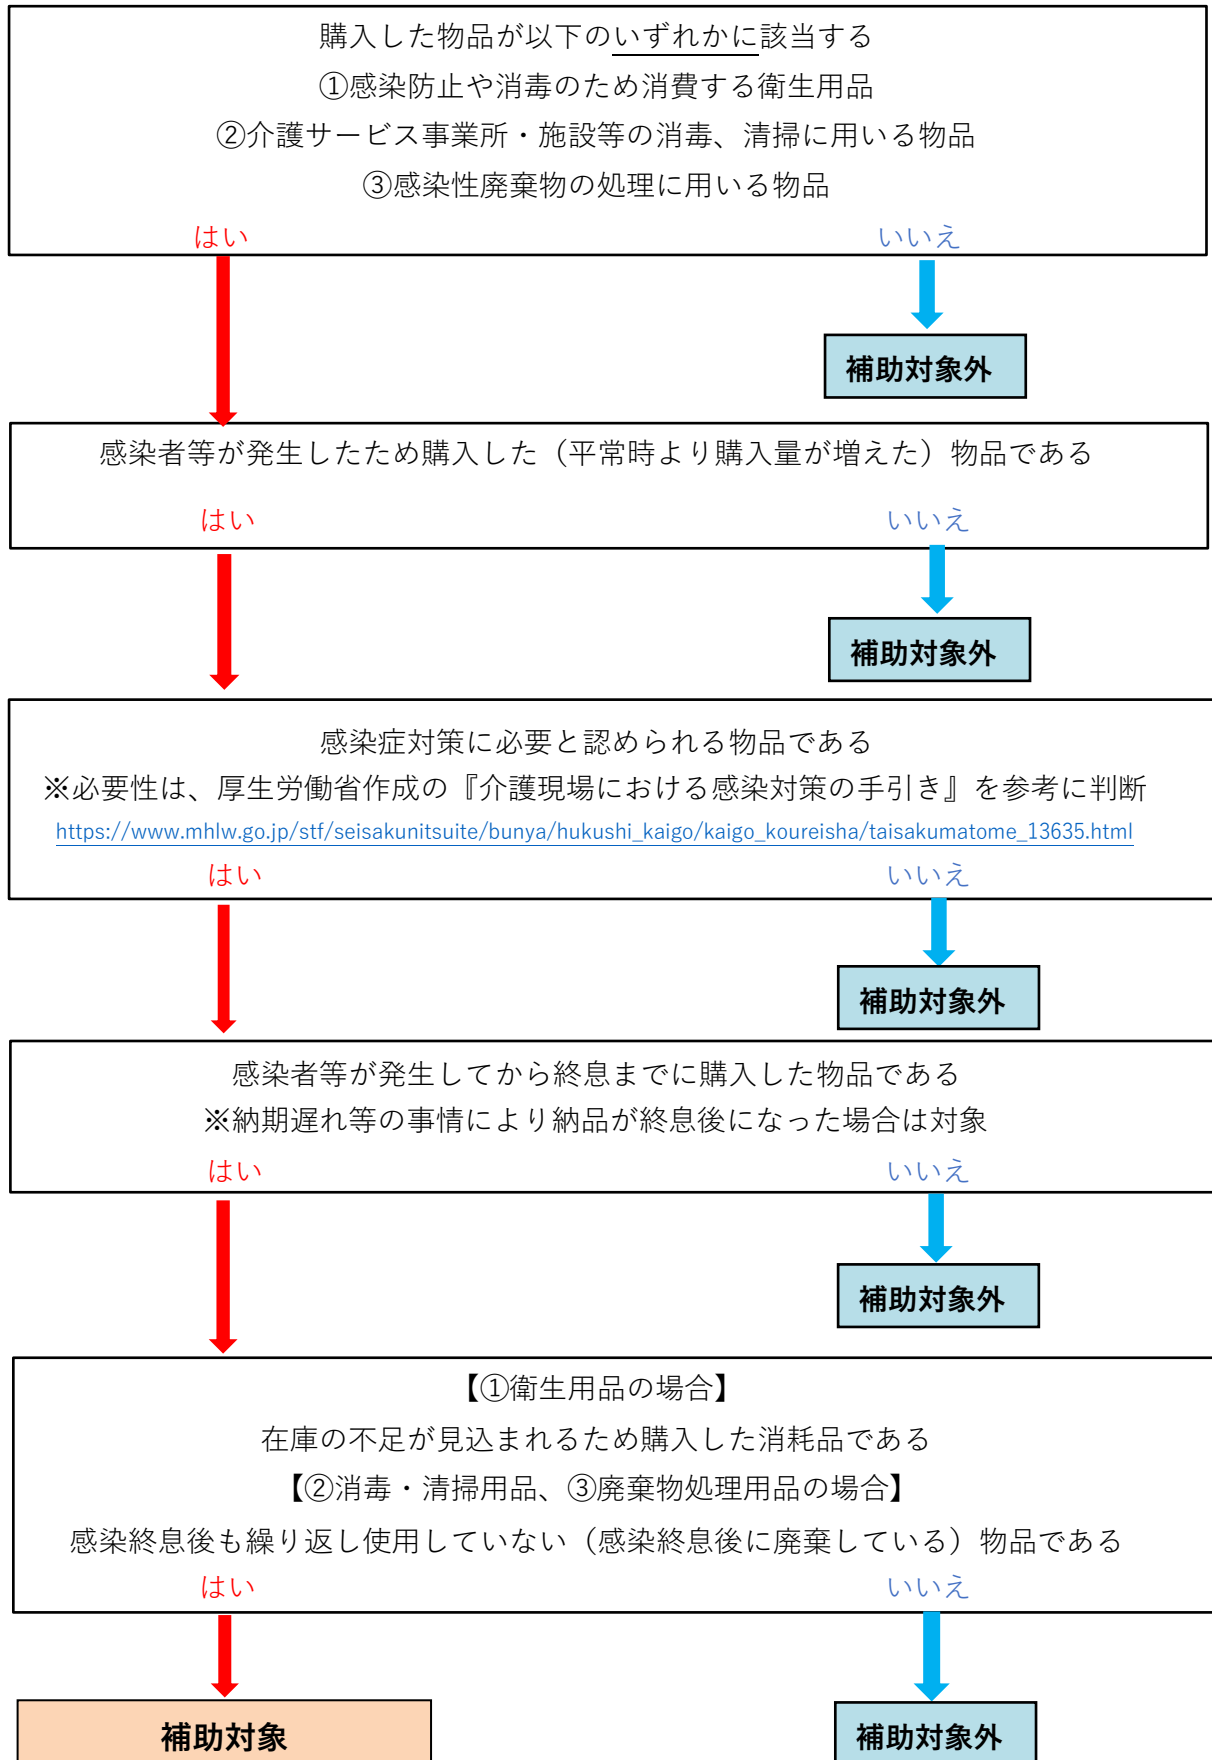 購入した物品が以下のいずれかに該当する
①感染防止や消毒のため消費する衛生用品
②介護サービス事業所・施設等の消毒、清掃に用いる物品
③感染性廃棄物の処理に用いる物品
はい いいえ
補助対象外
感染者等が発生したため購入した（平常時より購入量が増えた）物品である
はい いいえ
補助対象外
感染症対策に必要と認められる物品である
※必要性は、厚生労働省作成の『介護現場における感染対策の手引き』を参考に判断
https://www.mhlw.go.jp/stf/seisakunitsuite/bunya/hukushi_kaigo/kaigo_koureisha/taisakumatome_13635.html
はい いいえ
補助対象外
感染者等が発生してから終息までに購入した物品である
※納期遅れ等の事情により納品が終息後になった場合は対象
はい いいえ
補助対象外
【①衛生用品の場合】
在庫の不足が見込まれるため購入した消耗品である
【②消毒・清掃用品、③廃棄物処理用品の場合】
感染終息後も繰り返し使用していない（感染終息後に廃棄している）物品である
はい いいえ
補助対象 補助対象外